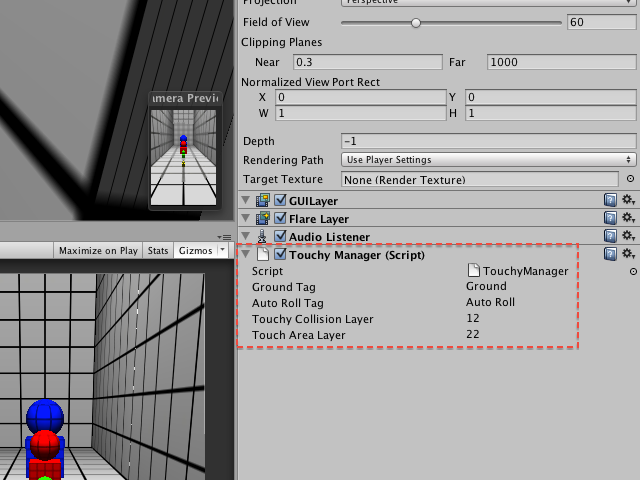 Projection Perspective
Field of View 60
Clipping Planes
Near 0.3 Far 1000
Normalized View Port Rect
X 0 Y 0
W 1 H 1
Depth -1
Rendering Path Use Player Settings
Target Texture None (Render Texture)
GUILayer
Flare Layer
Audio Listener
Touchy Manager (Script)
Script TouchyManager
Ground Tag Ground
Auto Roll Tag Auto Roll
Touchy Collision Layer 12
Touch Area Layer 22
amera Previ
Maximize on Play Stats Gizmos